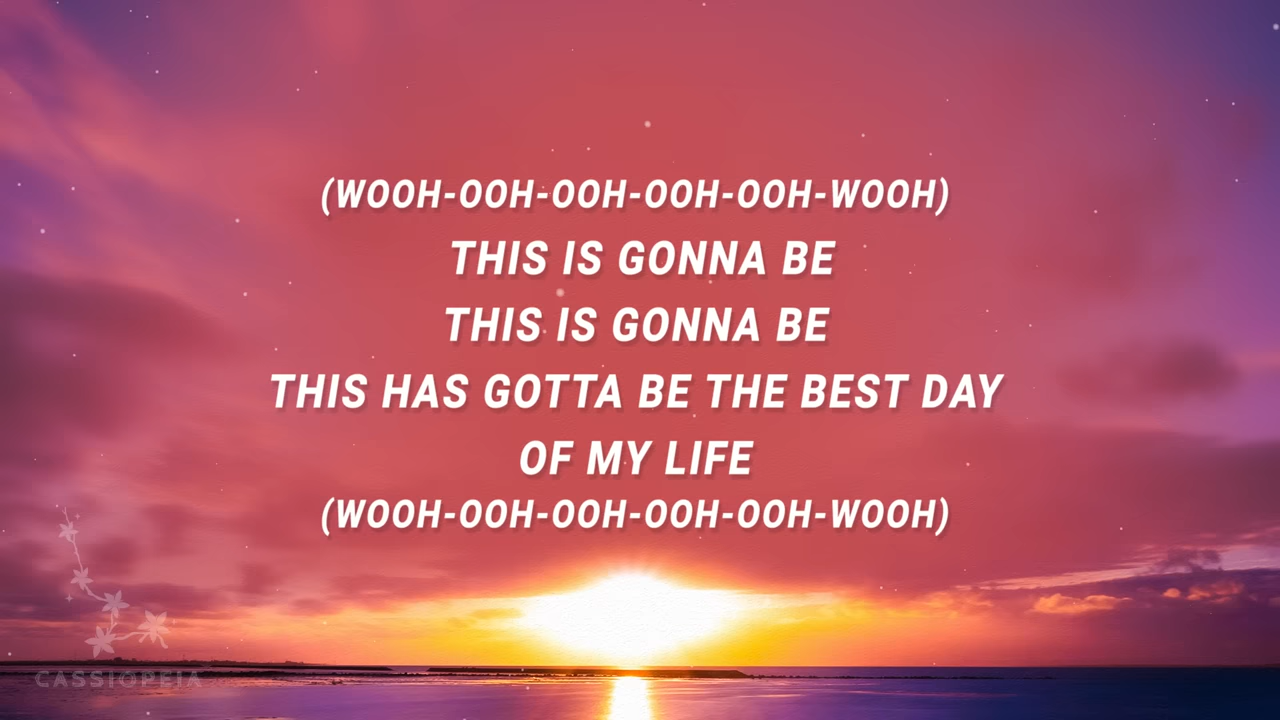 (WOOH-OOH-OOH-OOH-OOH-WOOH)
THIS IS GONNA BE
THIS IS GONNA BE
THIS HAS GOTTA BE THE BEST DAY
OF MY LIFE
(WOOH-OOH-OOH-OOH-OOH-WOOH)
CASSIOPEIA